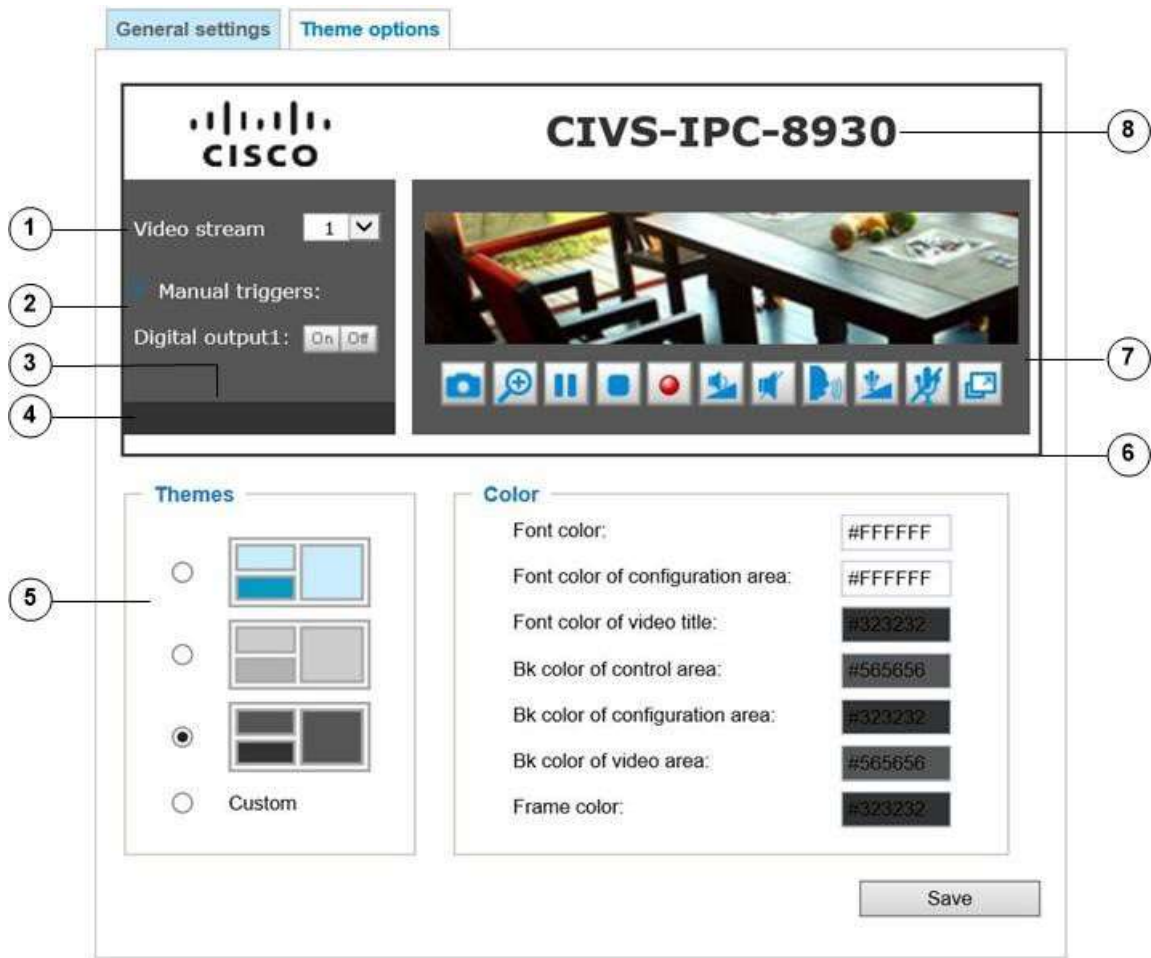 General settings
Theme options
CISCO
CIVS-IPC-8930
8
1
Video stream
1
2
Manual triggers:
Digital output1:
On
Off
3
7
4
6
Themes
Color
Font color:
#FFFFFF
Font color of configuration area:
#FFFFFF
5
Font color of video title:
#323232
Bk color of control area:
#565656
Bk color of configuration area:
#323232
Bk color of video area:
#565656
Custom
Frame color:
#323232
Save